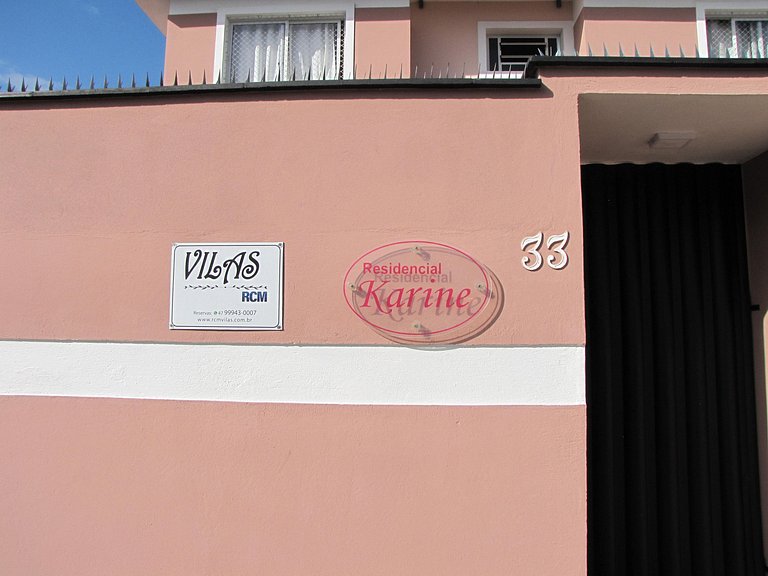 VILAS
RCM
Reservas: 47 99943-0007
www.rcmvilas.com.br
Residencial
Karine
33